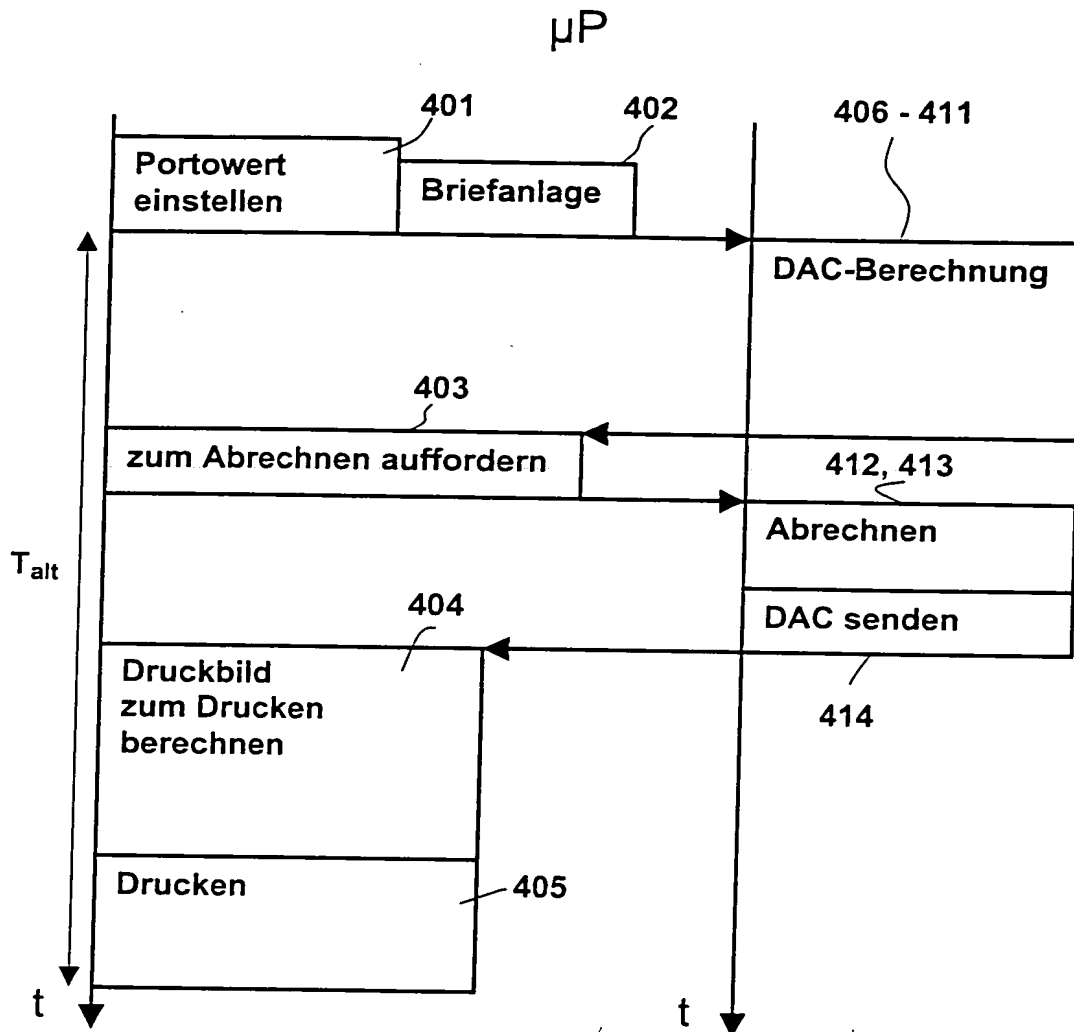 µP
401
402
406 - 411
Portowert
einstellen
Briefanlage
DAC-Berechnung
403
zum Abrechnen auffordern
412, 413
Abrechnen
T alt
404
DAC senden
Druckbild
zum Drucken
berechnen
414
Drucken
405
t
t